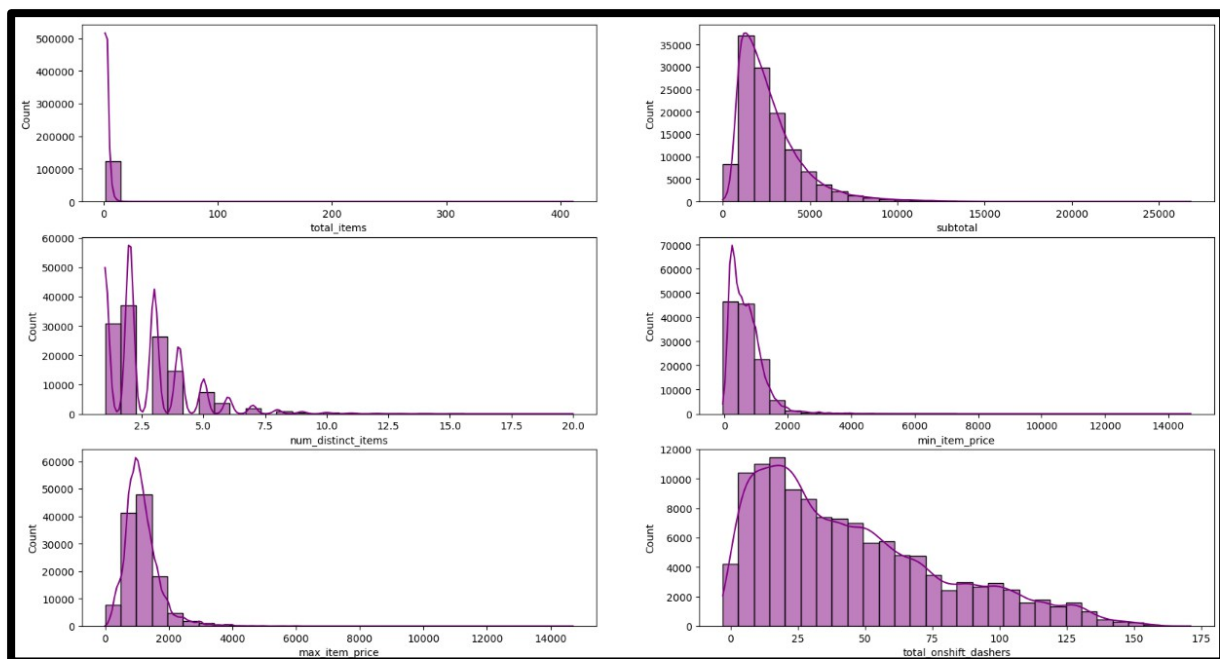 Count
500000
400000
300000
200000
100000
0
0 100 200 300 400
total_items
Count
35000
30000
25000
20000
15000
10000
5000
0
0 5000 10000 15000 20000 25000
subtotal
Count
60000
50000
40000
30000
20000
10000
0
2.5 5.0 7.5 10.0 12.5 15.0 17.5 20.0
num_distinct_items
Count
70000
60000
50000
40000
30000
20000
10000
0
0 2000 4000 6000 8000 10000 12000 14000
min_item_price
Count
60000
50000
40000
30000
20000
10000
0
0 2000 4000 6000 8000 10000 12000 14000
max_item_price
Count
12000
10000
8000
6000
4000
2000
0
0 25 50 75 100 125 150 175
total_onshift_dashers